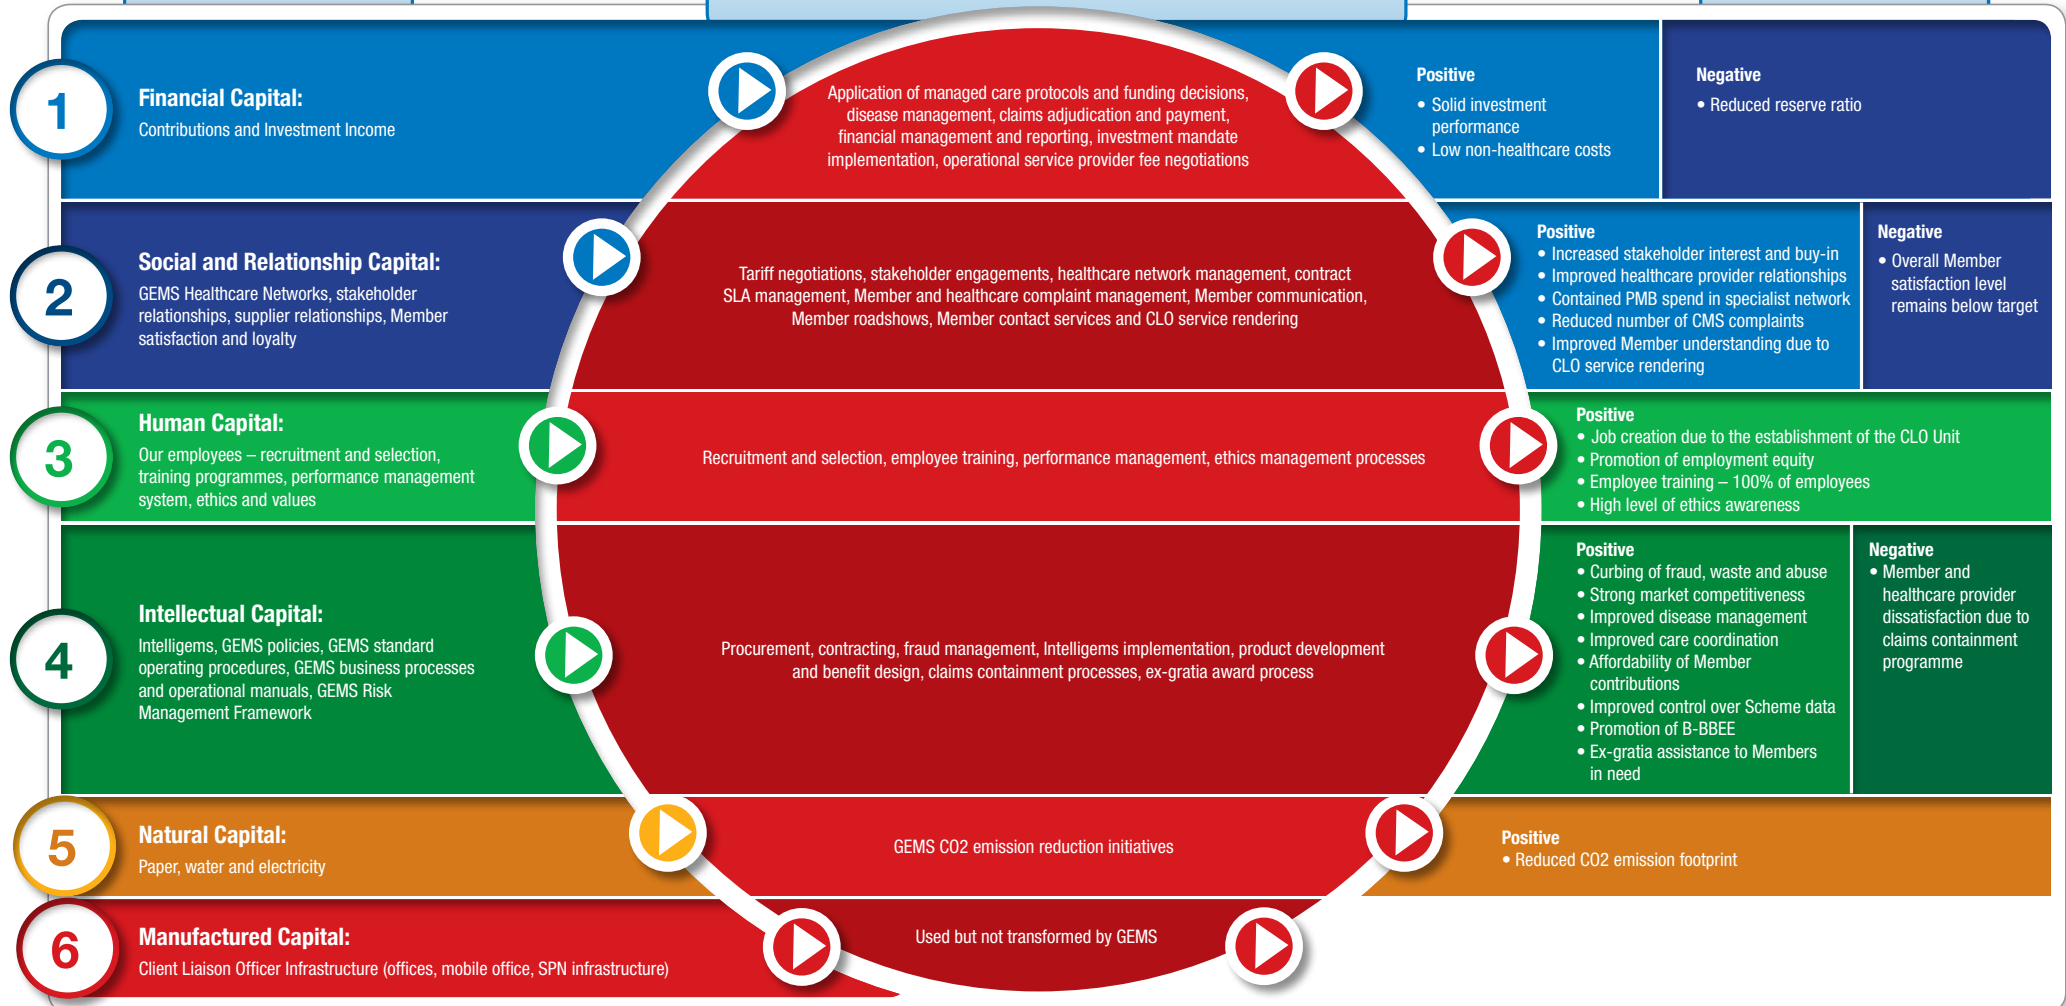 1
Financial Capital:
Contributions and Investment Income
Application of managed care protocols and funding decisions,
disease management, claims adjudication and payment,
financial management and reporting, investment mandate
implementation, operational service provider fee negotiations
Positive
• Solid investment
performance
• Low non-healthcare costs
Negative
• Reduced reserve ratio
2
Social and Relationship Capital:
GEMS Healthcare Networks, stakeholder
relationships, supplier relationships, Member
satisfaction and loyalty
Tariff negotiations, stakeholder engagements, healthcare network management, contract
SLA management, Member and healthcare complaint management, Member communication,
Member roadshows, Member contact services and CLO service rendering
Positive
• Increased stakeholder interest and buy-in
• Improved healthcare provider relationships
• Contained PMB spend in specialist network
• Reduced number of CMS complaints
• Improved Member understanding due to
CLO service rendering
Negative
• Overall Member
satisfaction level
remains below target
3
Human Capital:
Our employees – recruitment and selection,
training programmes, performance management
system, ethics and values
Recruitment and selection, employee training, performance management, ethics management processes
Positive
• Job creation due to the establishment of the CLO Unit
• Promotion of employment equity
• Employee training – 100% of employees
• High level of ethics awareness
4
Intellectual Capital:
Intelligems, GEMS policies, GEMS standard
operating procedures, GEMS business processes
and operational manuals, GEMS Risk
Management Framework
Procurement, contracting, fraud management, Intelligems implementation, product development
and benefit design, claims containment processes, ex-gratia award process
Positive
• Curbing of fraud, waste and abuse
• Strong market competitiveness
• Improved disease management
• Improved care coordination
• Affordability of Member
contributions
• Improved control over Scheme data
• Promotion of B-BBEE
• Ex-gratia assistance to Members
in need
Negative
• Member and
healthcare provider
dissatisfaction due to
claims containment
programme
5
Natural Capital:
Paper, water and electricity
GEMS CO2 emission reduction initiatives
Positive
• Reduced CO2 emission footprint
6
Manufactured Capital:
Client Liaison Officer Infrastructure (offices, mobile office, SPN infrastructure)
Used but not transformed by GEMS